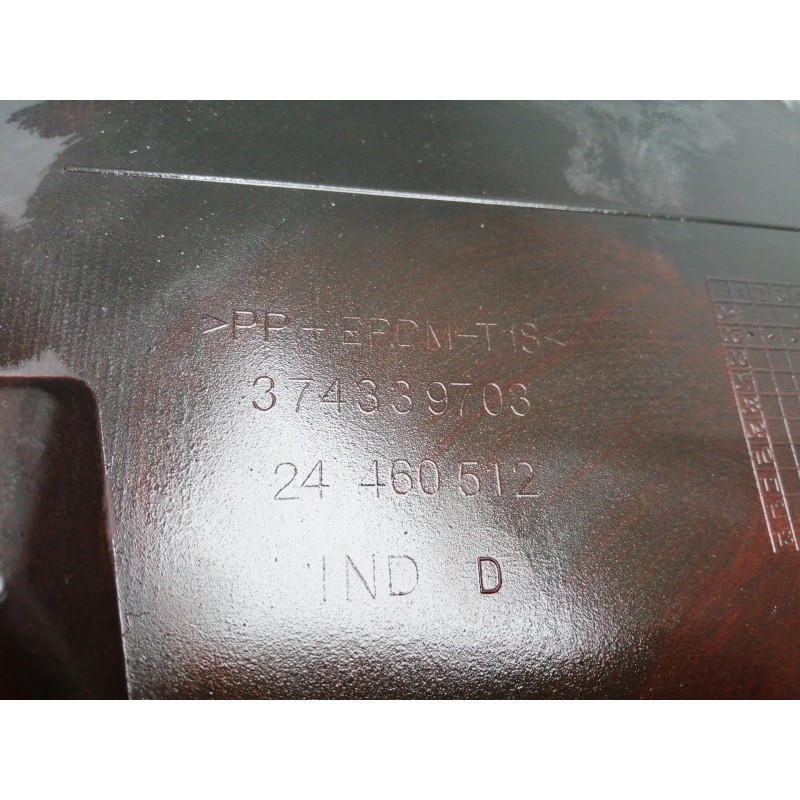 >PP+EPDM-T18<
374339703
24 460 512
IND D